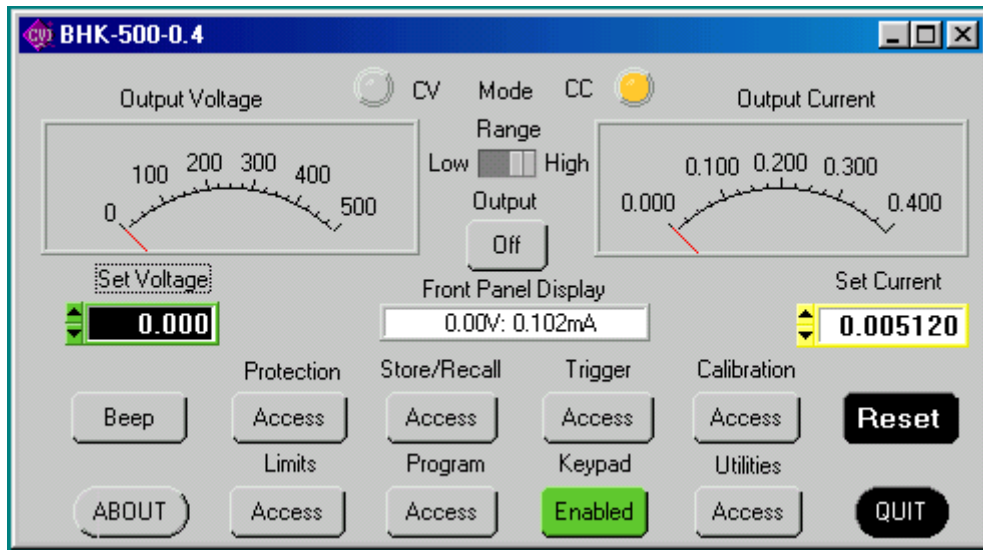 CVI BHK-500-0.4
CV Mode CC
Output Voltage
Output Current
Range
Low High
0 100 200 300 400 500
0.000 0.100 0.200 0.300 0.400
Output
Off
Set Voltage
Front Panel Display
Set Current
0.000
0.00V: 0.102mA
0.005120
Protection Store/Recall Trigger Calibration
Beep Access Access Access Access Reset
Limits Program Keypad Utilities
ABOUT Access Access Enabled Access QUIT